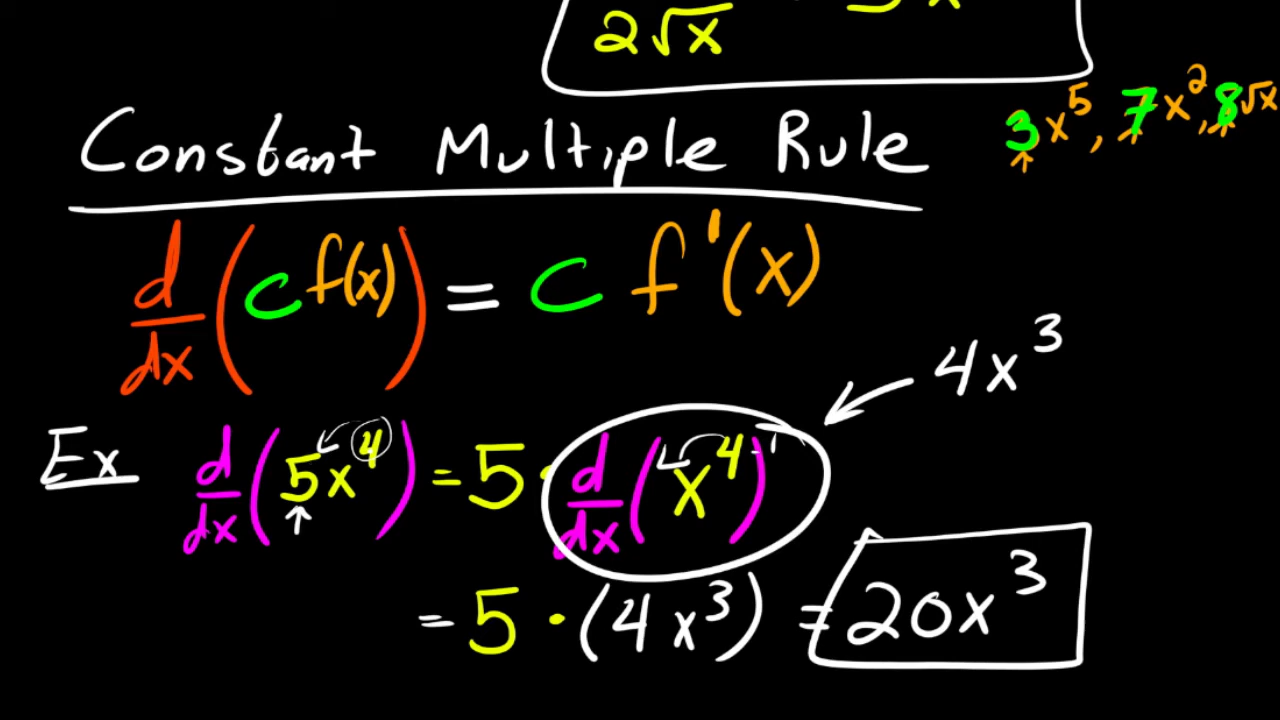 2√x
Constant Multiple Rule
3x⁵, 7x², 8√x
d/dx (c f(x)) = c f'(x)
4x³
Ex d/dx (5x⁴) = 5 · d/dx (x⁴)
= 5 · (4x³) = 20x³